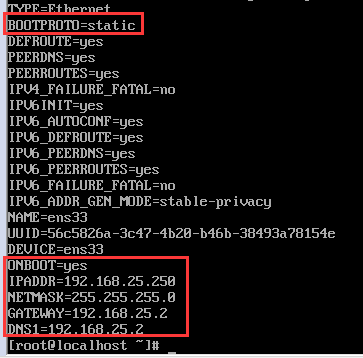 TYPE=Ethernet
BOOTPROTO=static
DEFROUTE=yes
PEERDNS=yes
PEERROUTES=yes
IPV4_FAILURE_FATAL=no
IPV6INIT=yes
IPV6_AUTOCONF=yes
IPV6_DEFROUTE=yes
IPV6_PEERDNS=yes
IPV6_PEERROUTES=yes
IPV6_FAILURE_FATAL=no
IPV6_ADDR_GEN_MODE=stable-privacy
NAME=ens33
UUID=56c5826a-3c47-4b20-b46b-38493a78154e
DEVICE=ens33
ONBOOT=yes
IPADDR=192.168.25.250
NETMASK=255.255.255.0
GATEWAY=192.168.25.2
DNS1=192.168.25.2
[root@localhost ~]# _